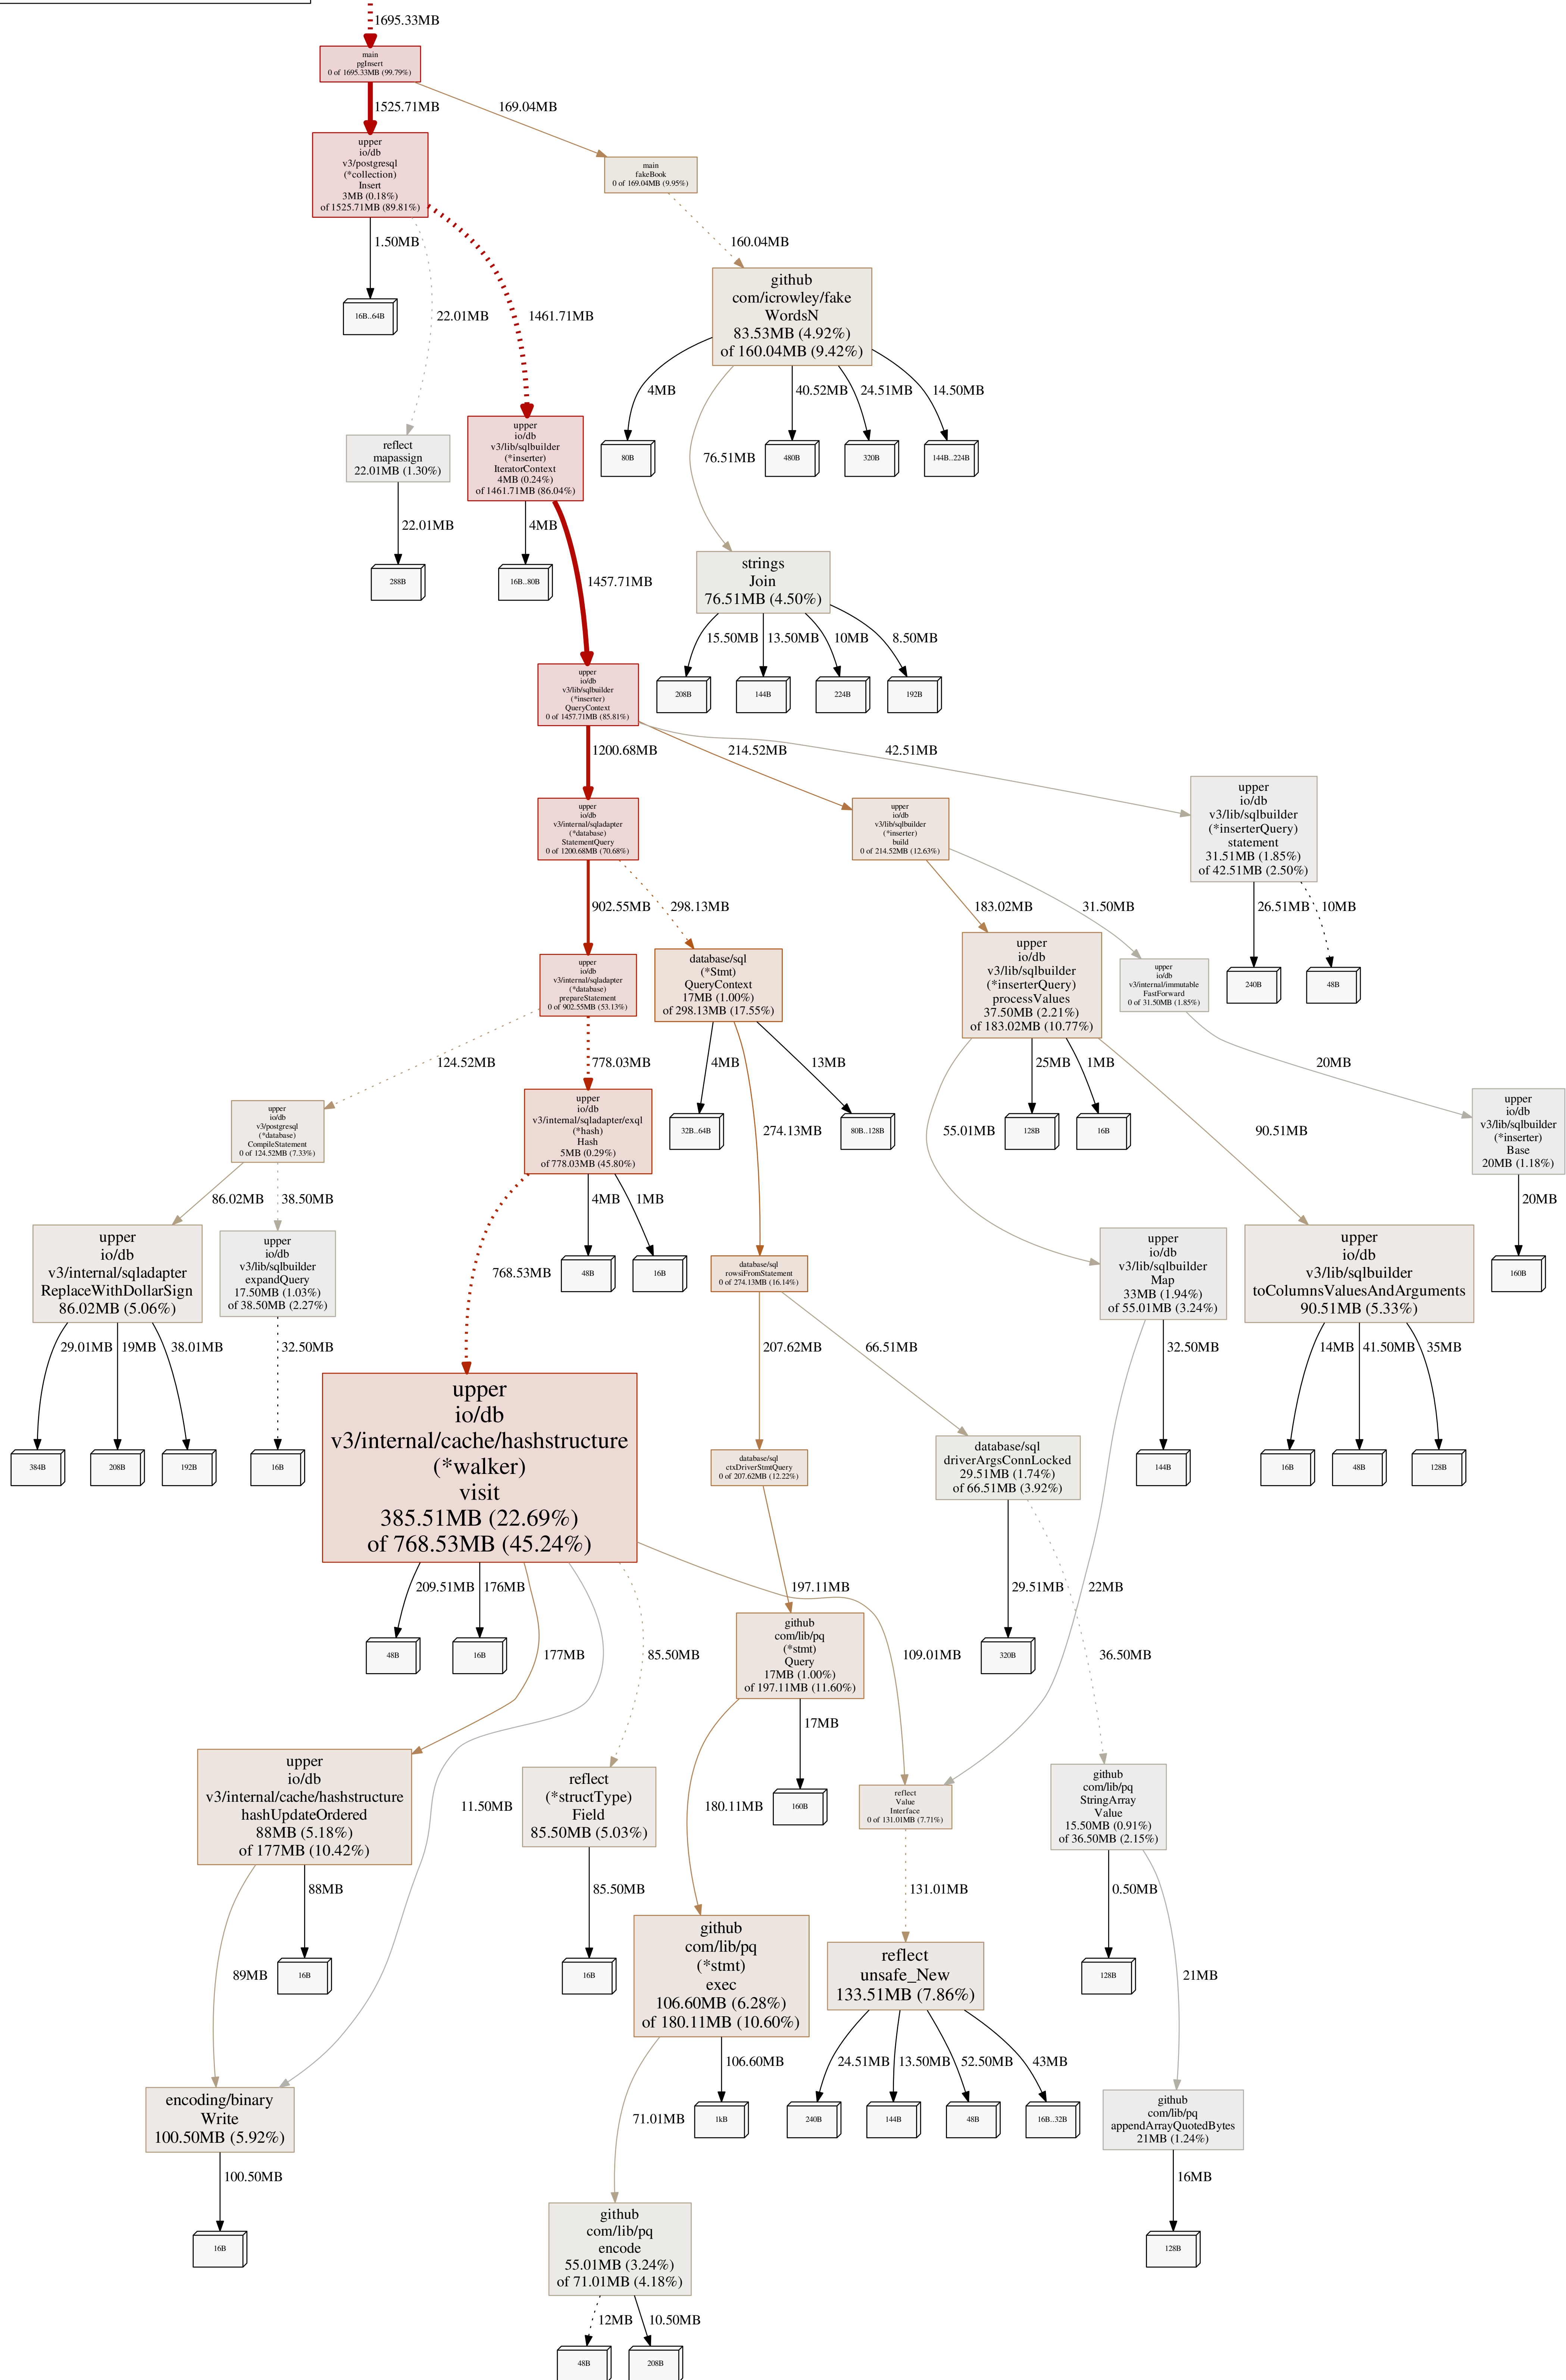 1695.33MB
main
pgInsert
0 of 1695.33MB (99.79%)
1525.71MB
169.04MB
upper
io/db
v3/postgresql
(*collection)
Insert
3MB (0.18%)
of 1525.71MB (89.81%)
main
fakeBook
0 of 169.04MB (9.95%)
1.50MB
22.01MB
1461.71MB
160.04MB
16B..64B
github
com/icrowley/fake
WordsN
83.53MB (4.92%)
of 160.04MB (9.42%)
4MB
76.51MB
40.52MB
24.51MB
14.50MB
reflect
mapassign
22.01MB (1.30%)
upper
io/db
v3/lib/sqlbuilder
(*inserter)
IteratorContext
4MB (0.24%)
of 1461.71MB (86.04%)
80B
480B
320B
144B..224B
22.01MB
4MB
1457.71MB
288B
16B..80B
strings
Join
76.51MB (4.50%)
15.50MB
13.50MB
10MB
8.50MB
upper
io/db
v3/lib/sqlbuilder
(*inserter)
QueryContext
0 of 1457.71MB (85.81%)
208B
144B
224B
192B
1200.68MB
214.52MB
42.51MB
upper
io/db
v3/internal/sqladapter
(*database)
StatementQuery
0 of 1200.68MB (70.68%)
upper
io/db
v3/lib/sqlbuilder
(*inserter)
build
0 of 214.52MB (12.63%)
upper
io/db
v3/lib/sqlbuilder
(*inserterQuery)
statement
31.51MB (1.85%)
of 42.51MB (2.50%)
902.55MB
298.13MB
183.02MB
31.50MB
26.51MB
10MB
upper
io/db
v3/internal/sqladapter
(*database)
prepareStatement
0 of 902.55MB (53.13%)
database/sql
(*Stmt)
QueryContext
17MB (1.00%)
of 298.13MB (17.55%)
upper
io/db
v3/lib/sqlbuilder
(*inserterQuery)
processValues
37.50MB (2.21%)
of 183.02MB (10.77%)
upper
io/db
v3/internal/immutable
FastForward
0 of 31.50MB (1.85%)
240B
48B
124.52MB
778.03MB
4MB
274.13MB
13MB
55.01MB
25MB
1MB
90.51MB
20MB
upper
io/db
v3/postgresql
(*database)
CompileStatement
0 of 124.52MB (7.33%)
upper
io/db
v3/internal/sqladapter/exql
(*hash)
Hash
5MB (0.29%)
of 778.03MB (45.80%)
32B..64B
80B..128B
128B
16B
upper
io/db
v3/lib/sqlbuilder
(*inserter)
Base
20MB (1.18%)
86.02MB
38.50MB
768.53MB
4MB
1MB
20MB
upper
io/db
v3/internal/sqladapter
ReplaceWithDollarSign
86.02MB (5.06%)
upper
io/db
v3/lib/sqlbuilder
expandQuery
17.50MB (1.03%)
of 38.50MB (2.27%)
48B
16B
database/sql
rowsiFromStatement
0 of 274.13MB (16.14%)
upper
io/db
v3/lib/sqlbuilder
Map
33MB (1.94%)
of 55.01MB (3.24%)
upper
io/db
v3/lib/sqlbuilder
toColumnsValuesAndArguments
90.51MB (5.33%)
160B
29.01MB
19MB
38.01MB
32.50MB
207.62MB
66.51MB
22MB
32.50MB
14MB
41.50MB
35MB
384B
208B
192B
16B
upper
io/db
v3/internal/cache/hashstructure
(*walker)
visit
385.51MB (22.69%)
of 768.53MB (45.24%)
database/sql
ctxDriverStmtQuery
0 of 207.62MB (12.22%)
database/sql
driverArgsConnLocked
29.51MB (1.74%)
of 66.51MB (3.92%)
144B
16B
48B
128B
209.51MB
176MB
177MB
11.50MB
85.50MB
109.01MB
197.11MB
29.51MB
36.50MB
48B
16B
github
com/lib/pq
(*stmt)
Query
17MB (1.00%)
of 197.11MB (11.60%)
320B
180.11MB
17MB
upper
io/db
v3/internal/cache/hashstructure
hashUpdateOrdered
88MB (5.18%)
of 177MB (10.42%)
reflect
(*structType)
Field
85.50MB (5.03%)
160B
reflect
Value
Interface
0 of 131.01MB (7.71%)
github
com/lib/pq
StringArray
Value
15.50MB (0.91%)
of 36.50MB (2.15%)
89MB
88MB
85.50MB
131.01MB
0.50MB
21MB
16B
16B
github
com/lib/pq
(*stmt)
exec
106.60MB (6.28%)
of 180.11MB (10.60%)
reflect
unsafe_New
133.51MB (7.86%)
128B
71.01MB
106.60MB
24.51MB
13.50MB
52.50MB
43MB
encoding/binary
Write
100.50MB (5.92%)
1kB
240B
144B
48B
16B..32B
github
com/lib/pq
appendArrayQuotedBytes
21MB (1.24%)
100.50MB
16MB
16B
github
com/lib/pq
encode
55.01MB (3.24%)
of 71.01MB (4.18%)
128B
12MB
10.50MB
48B
208B